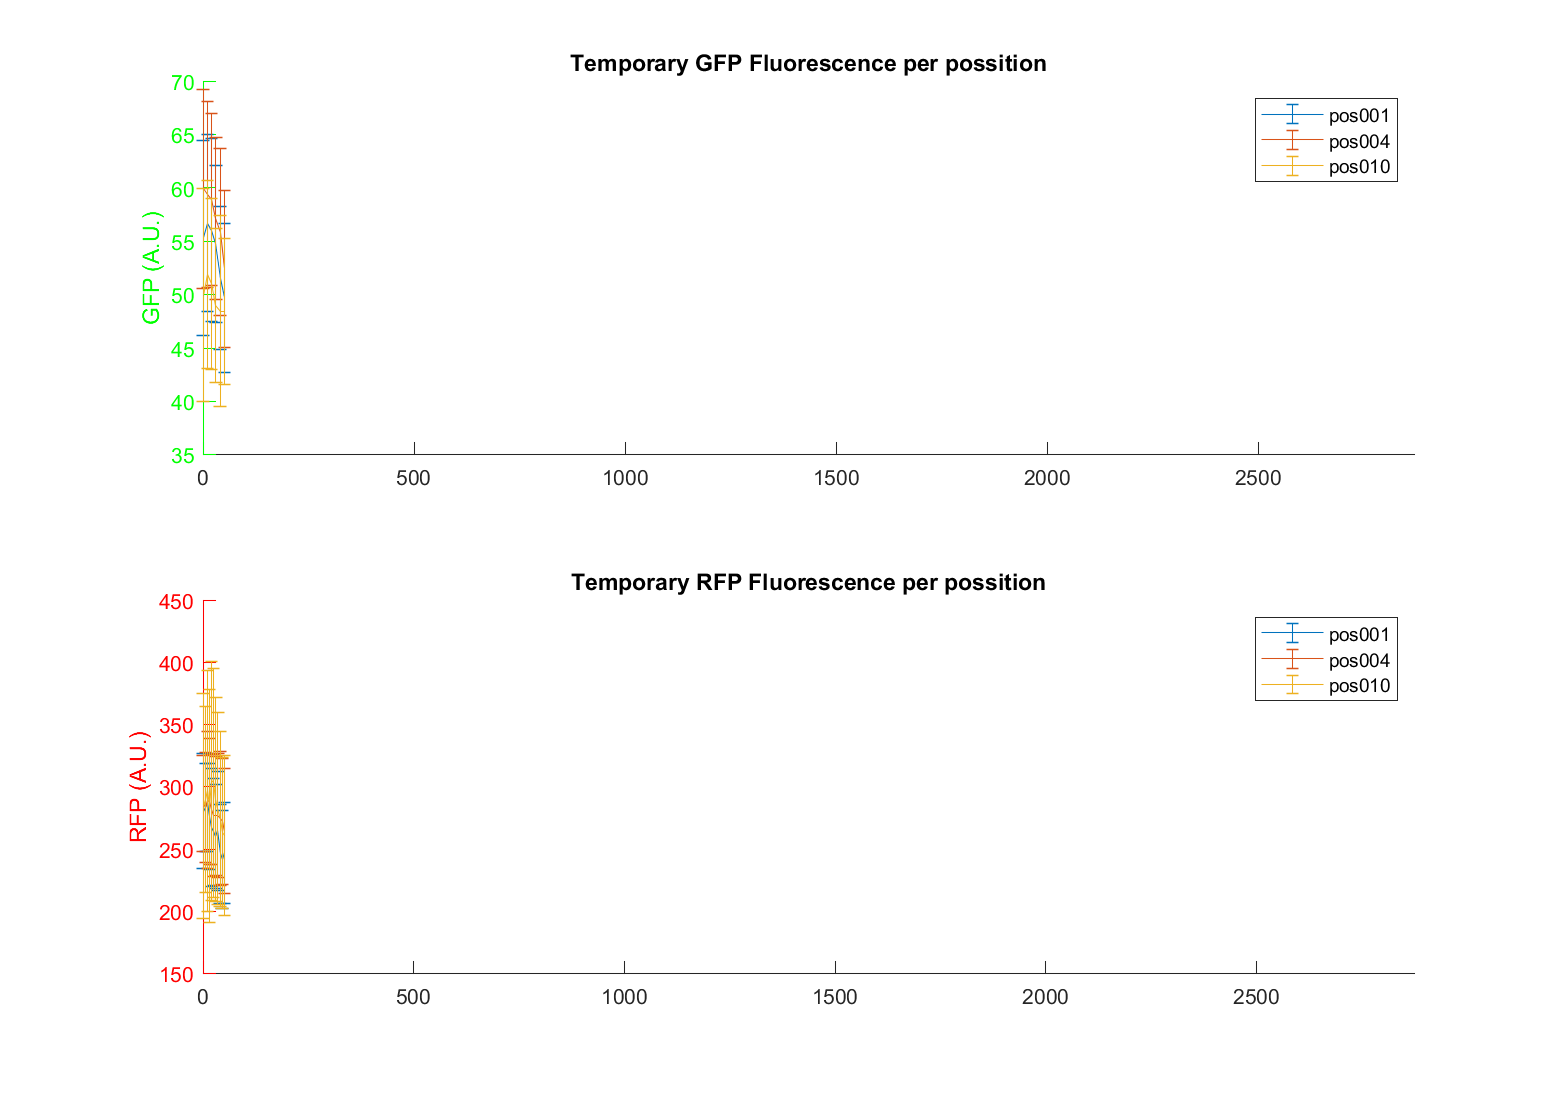 Temporary GFP Fluorescence per possition
70
65
60
55
50
45
40
35
GFP (A.U.)
0 500 1000 1500 2000 2500
pos001
pos004
pos010
Temporary RFP Fluorescence per possition
450
400
350
300
250
200
150
RFP (A.U.)
0 500 1000 1500 2000 2500
pos001
pos004
pos010